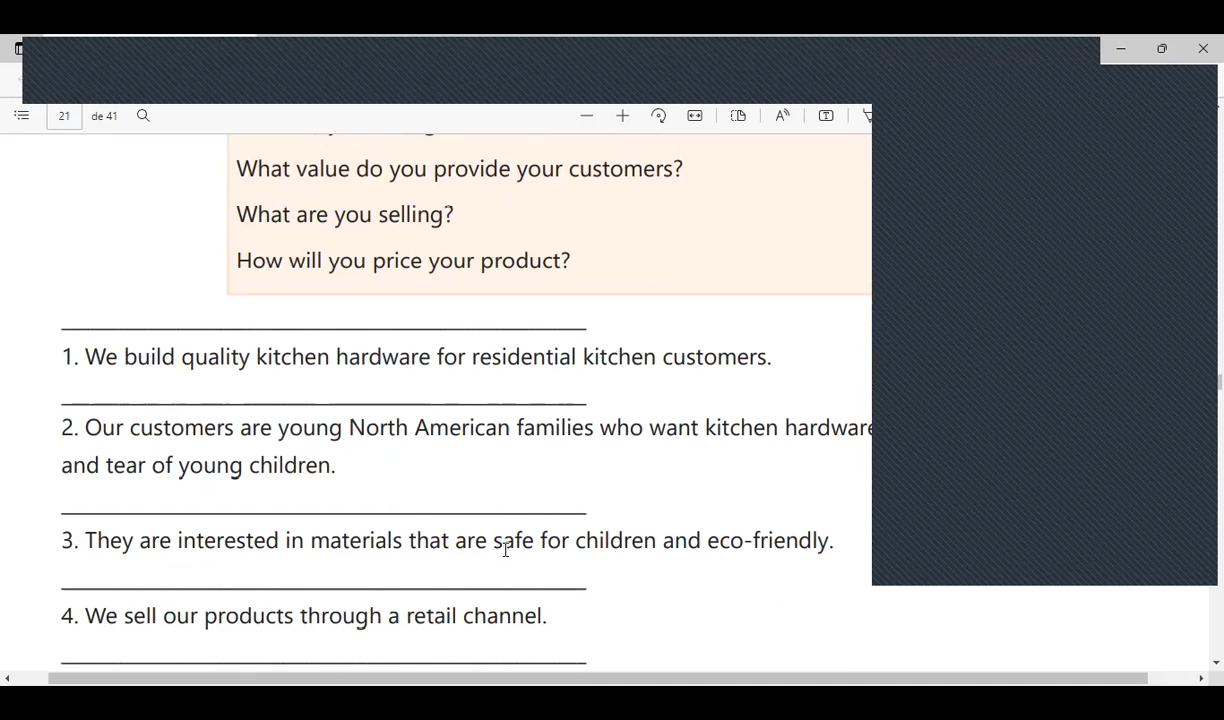 21 de 41
What value do you provide your customers?
What are you selling?
How will you price your product?
1. We build quality kitchen hardware for residential kitchen customers.
2. Our customers are young North American families who want kitchen hardware
and tear of young children.
3. They are interested in materials that are safe for children and eco-friendly.
4. We sell our products through a retail channel.